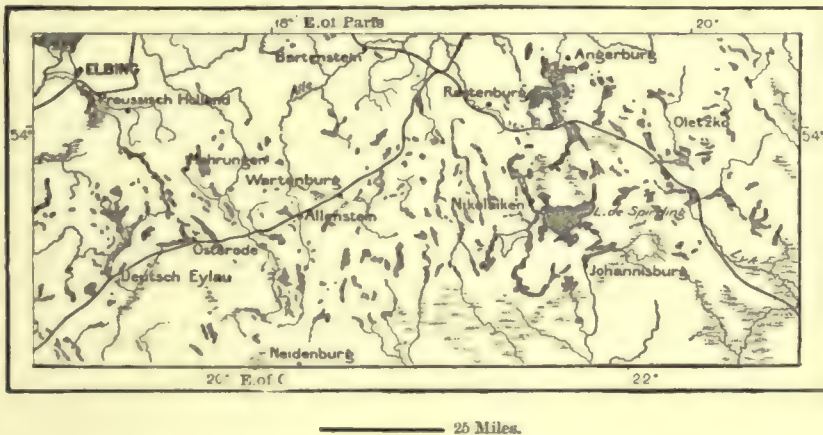 18° E.of Paris
20°
Bartenstein
Angerburg
ELBING
Rastenburg
Preussisch Holland
Alle
Oletzko
54°
54°
Mohrungen
Wartenburg
Nikolaiken
L. de Spirding
Allenstein
Osterode
Johannisburg
Deutsch Eylau
Neidenburg
20° E.of G
22°
25 Miles.